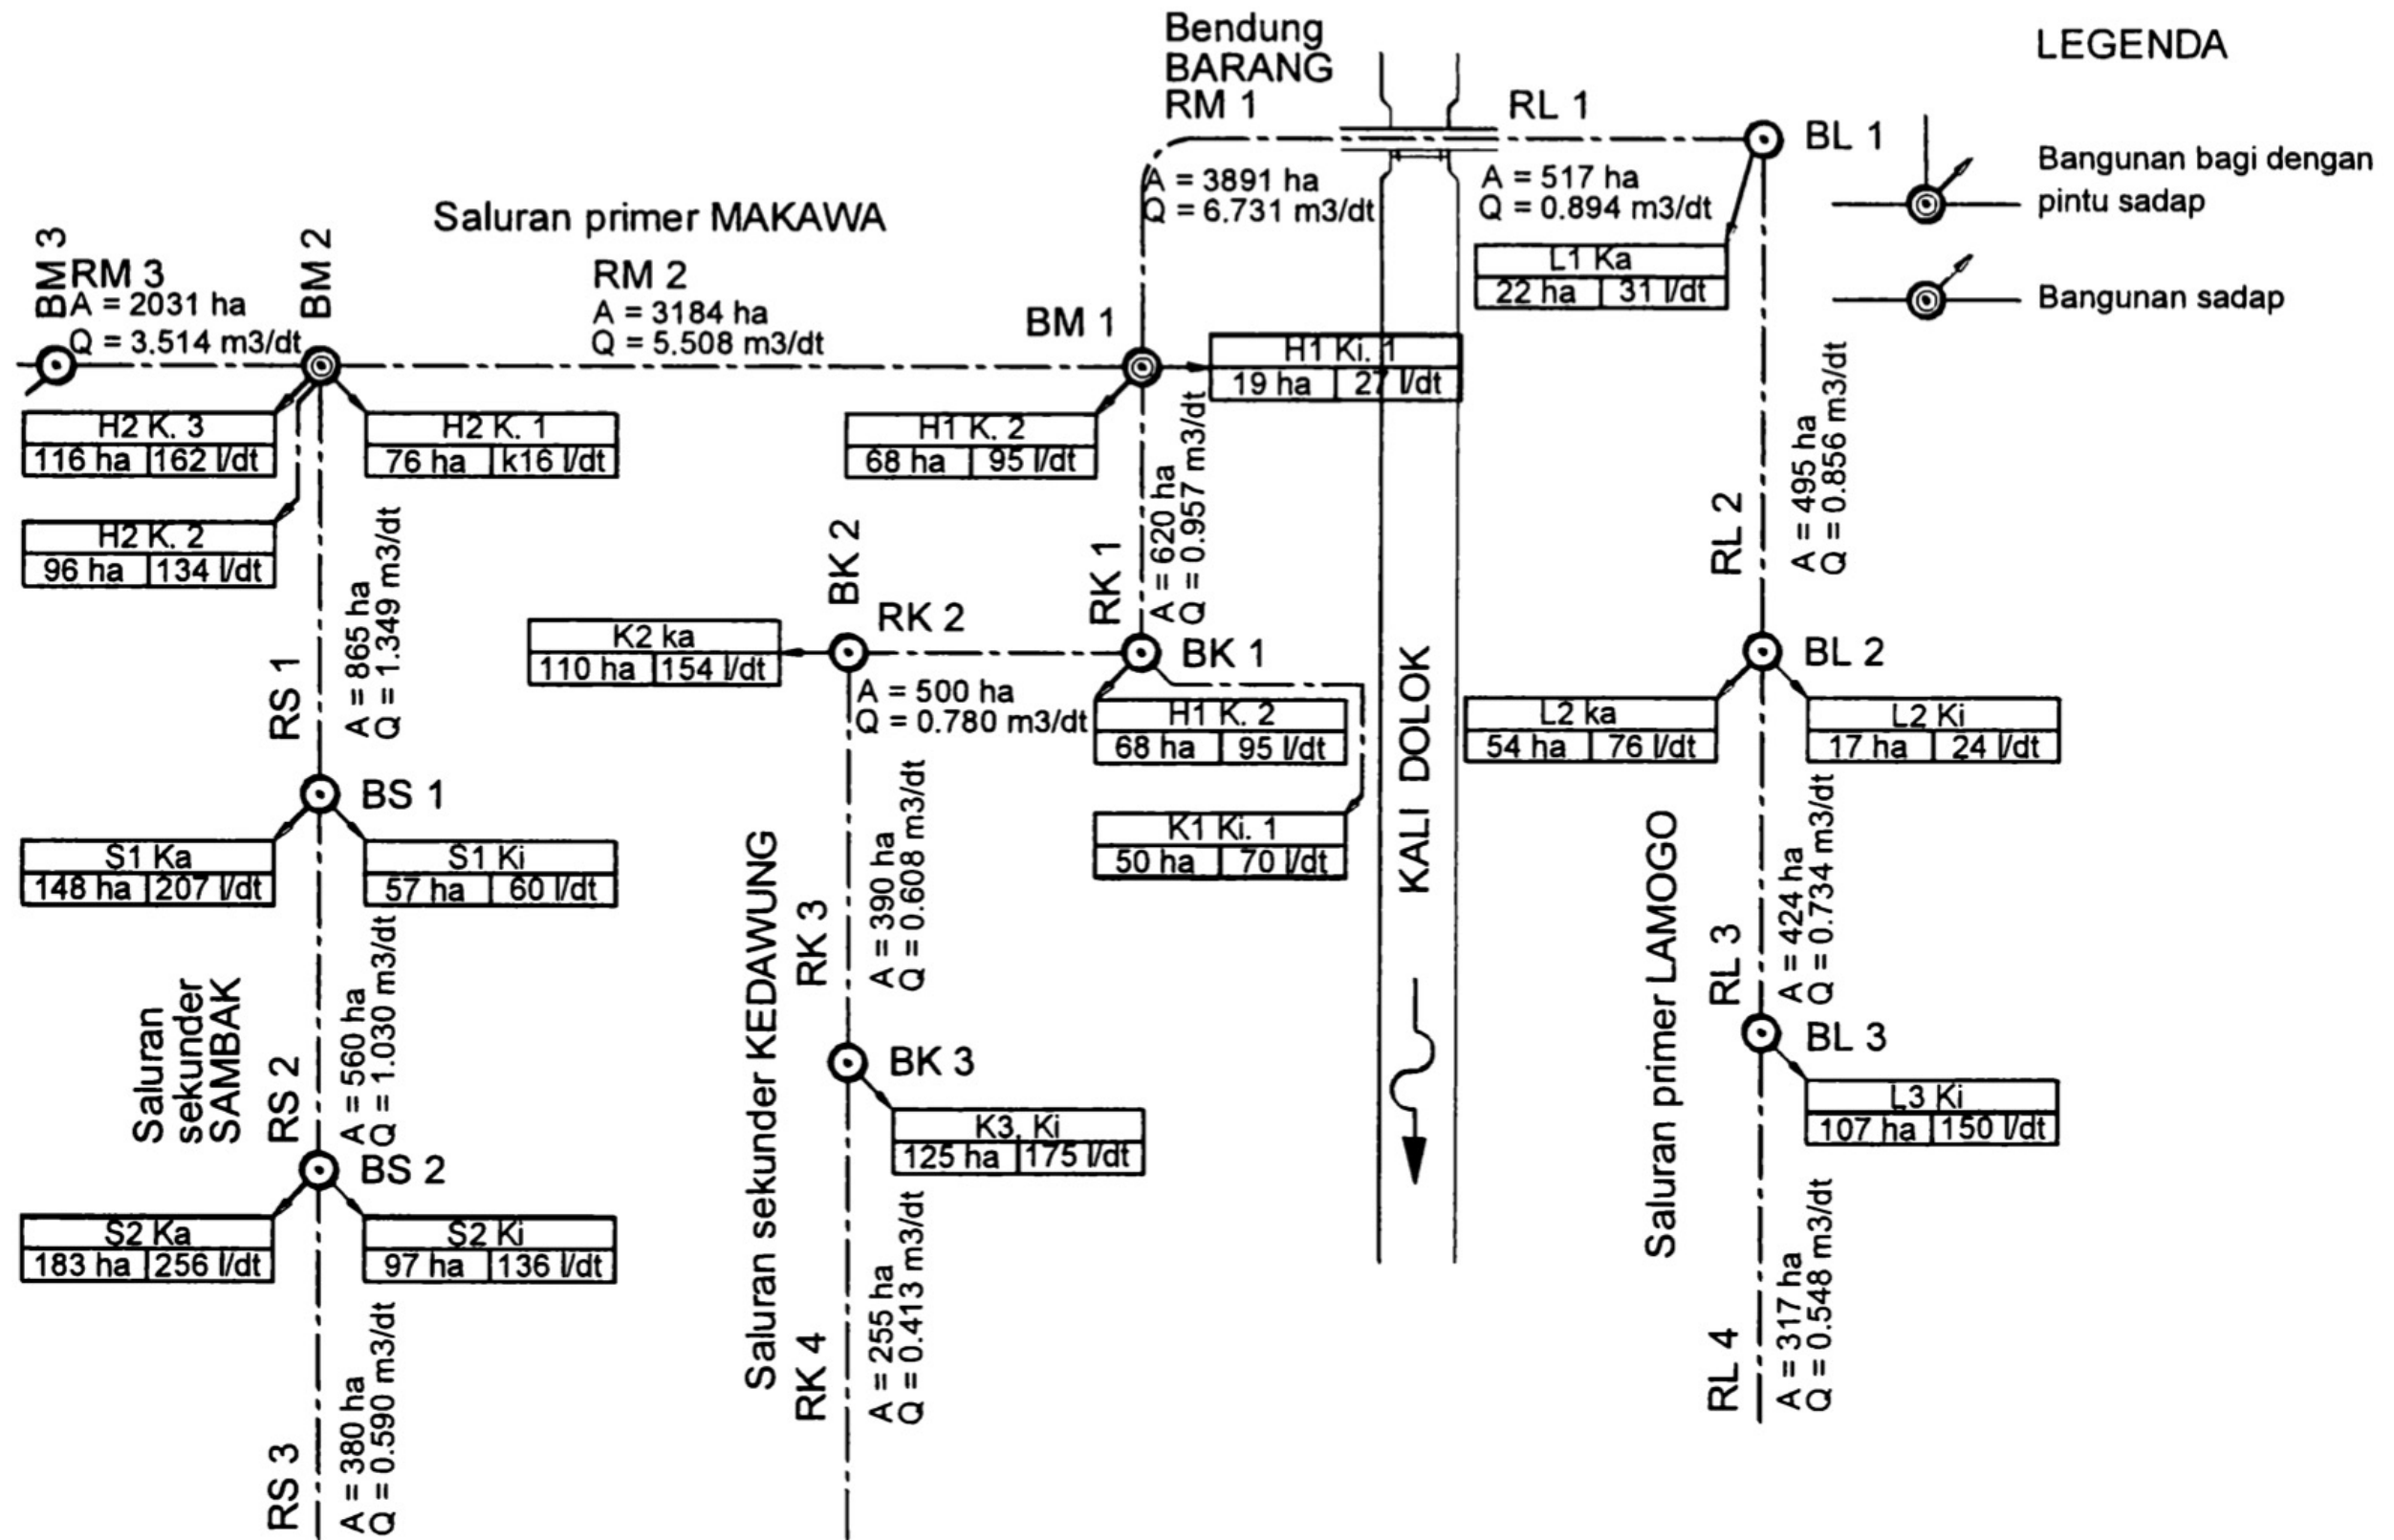 Bendung
BARANG
RM 1
RL 1
BL 1
A = 3891 ha
Q = 6.731 m3/dt
A = 517 ha
Q = 0.894 m3/dt
L1 Ka
22 ha 31 l/dt
LEGENDA
Bangunan bagi dengan
pintu sadap
Bangunan sadap
Saluran primer MAKAWA
BM 3
RM 3
A = 2031 ha
Q = 3.514 m3/dt
BM 2
RM 2
A = 3184 ha
Q = 5.508 m3/dt
BM 1
H1 Ki. 1
19 ha 27 l/dt
H2 K. 3
116 ha 162 l/dt
H2 K. 1
76 ha k16 l/dt
H1 K. 2
68 ha 95 l/dt
H2 K. 2
96 ha 134 l/dt
RS 1
A = 865 ha
Q = 1.349 m3/dt
BK 2
RK 2
K2 ka
110 ha 154 l/dt
A = 500 ha
Q = 0.780 m3/dt
RK 1
A = 620 ha
Q = 0.957 m3/dt
BK 1
H1 K. 2
68 ha 95 l/dt
K1 Ki. 1
50 ha 70 l/dt
KALI DOLOK
RL 2
A = 495 ha
Q = 0.856 m3/dt
BL 2
L2 ka
54 ha 76 l/dt
L2 Ki
17 ha 24 l/dt
BS 1
S1 Ka
148 ha 207 l/dt
S1 Ki
57 ha 60 l/dt
Saluran
sekunder
SAMBAK
RS 2
A = 560 ha
Q = 1.030 m3/dt
BS 2
S2 Ka
183 ha 256 l/dt
S2 Ki
97 ha 136 l/dt
RS 3
A = 380 ha
Q = 0.590 m3/dt
Saluran sekunder KEDAWUNG
RK 3
A = 390 ha
Q = 0.608 m3/dt
BK 3
K3. Ki
125 ha 175 l/dt
RK 4
A = 255 ha
Q = 0.413 m3/dt
Saluran primer LAMOGO
RL 3
A = 424 ha
Q = 0.734 m3/dt
BL 3
L3 Ki
107 ha 150 l/dt
RL 4
A = 317 ha
Q = 0.548 m3/dt